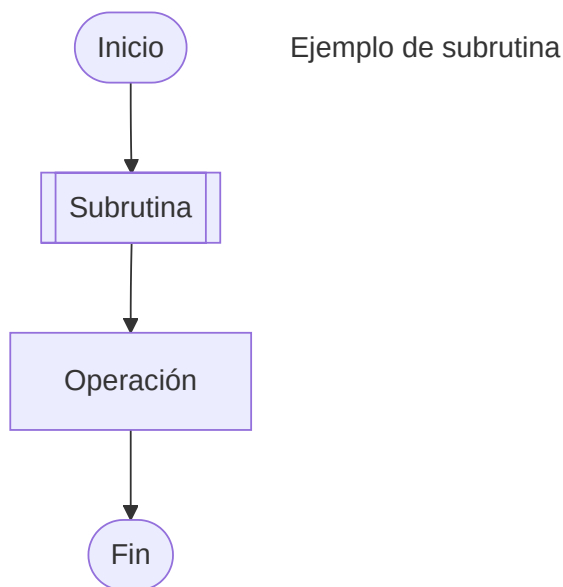 Inicio
Ejemplo de subrutina
Subrutina
Operación
Fin